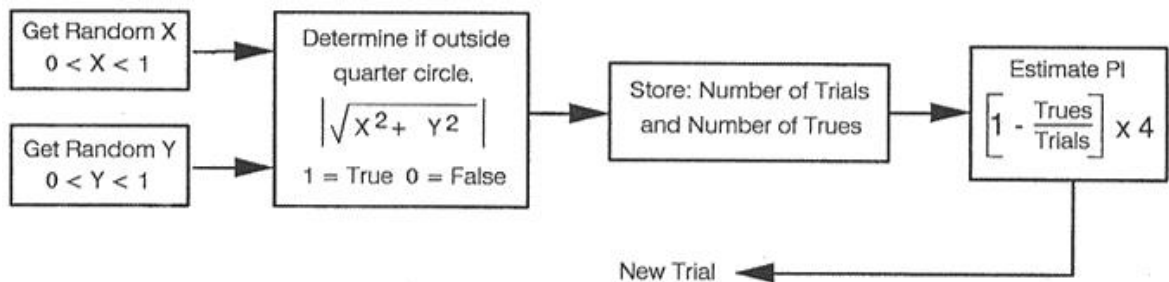 Get Random X
0 < X < 1
Get Random Y
0 < Y < 1
Determine if outside
quarter circle.
|√X² + Y²|
1 = True 0 = False
Store: Number of Trials
and Number of Trues
Estimate PI
[1 - Trues/Trials] x 4
New Trial